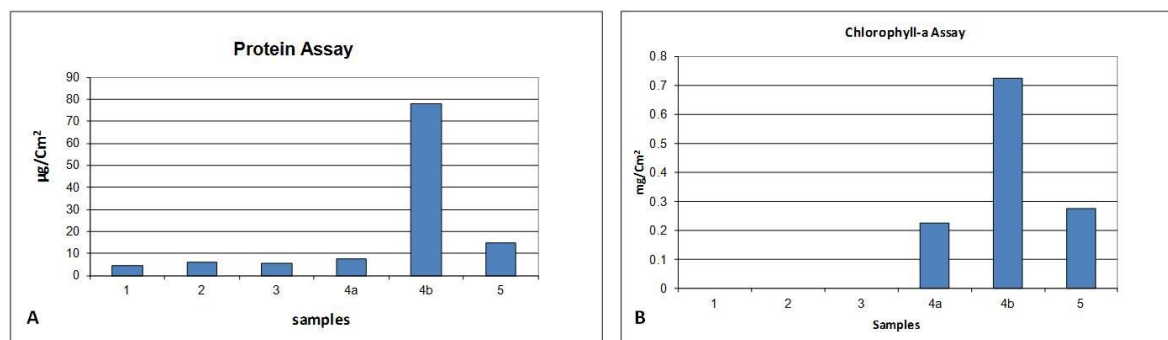 Protein Assay
90
80
70
60
50
40
30
20
10
0
µg/Cm²
1 2 3 4a 4b 5
samples
A
Chlorophyll-a Assay
0.8
0.7
0.6
0.5
0.4
0.3
0.2
0.1
0
mg/Cm²
1 2 3 4a 4b 5
Samples
B